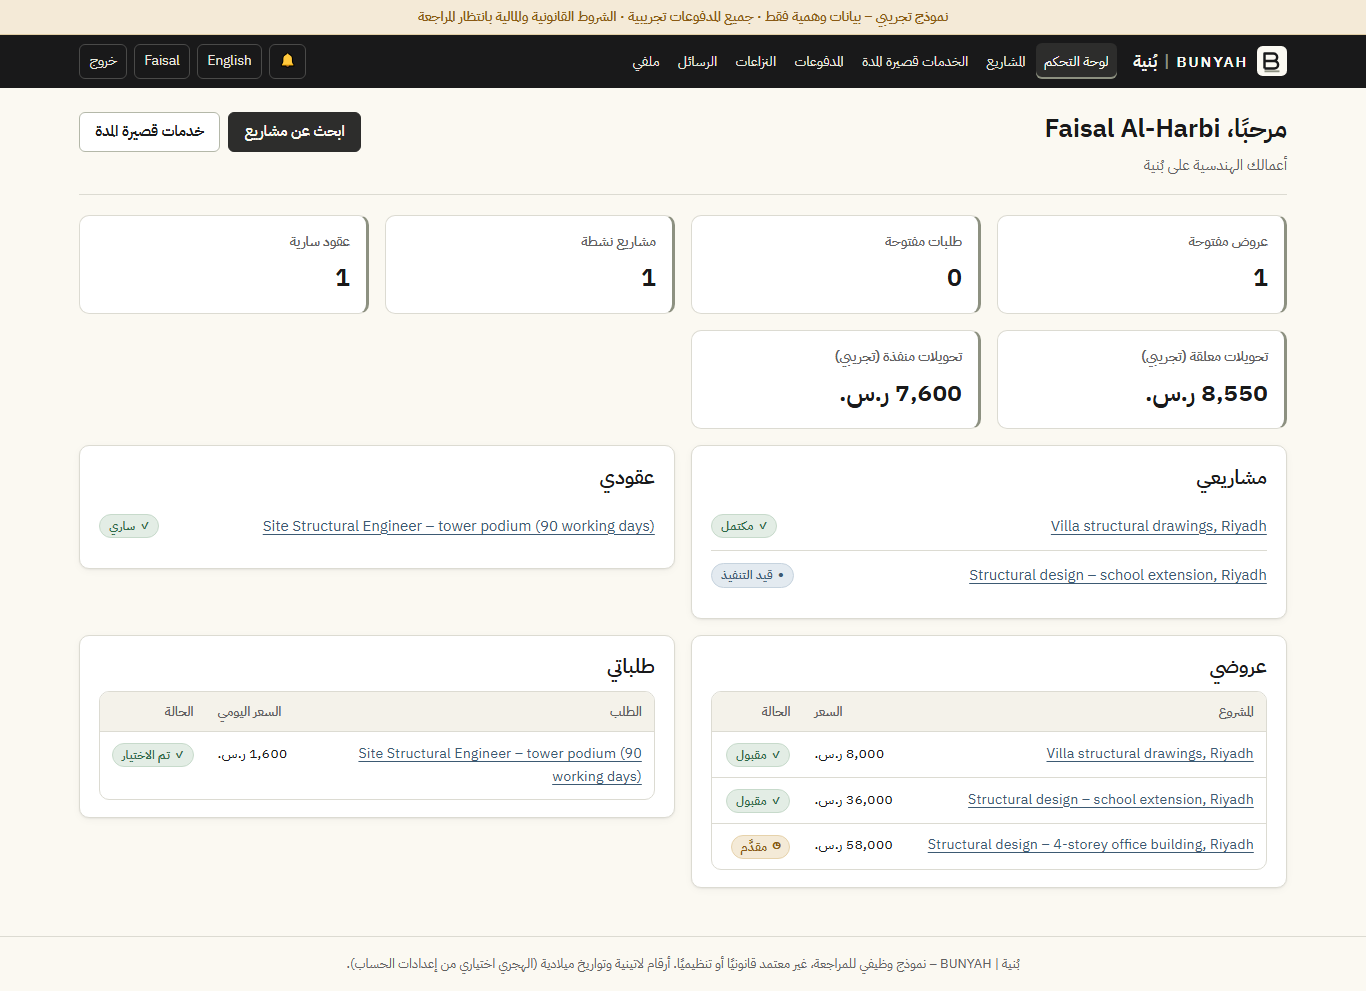 نموذج تجريبي – بيانات وهمية فقط · جميع المدفوعات تجريبية · الشروط القانونية والمالية بانتظار المراجعة
B BUNYAH | بُنية
لوحة التحكم
المشاريع
الخدمات قصيرة المدة
المدفوعات
النزاعات
الرسائل
ملفي
English
Faisal
خروج
مرحبًا، Faisal Al-Harbi
أعمالك الهندسية على بُنية
ابحث عن مشاريع
خدمات قصيرة المدة
عروض مفتوحة
1
طلبات مفتوحة
0
مشاريع نشطة
1
عقود سارية
1
تحويلات معلقة (تجريبي)
8,550 ر.س.
تحويلات منفذة (تجريبي)
7,600 ر.س.
مشاريعي
Villa structural drawings, Riyadh ✓ مكتمل
Structural design – school extension, Riyadh • قيد التنفيذ
عقودي
Site Structural Engineer – tower podium (90 working days) ✓ ساري
عروضي
المشروع السعر الحالة
Villa structural drawings, Riyadh 8,000 ر.س. ✓ مقبول
Structural design – school extension, Riyadh 36,000 ر.س. ✓ مقبول
Structural design – 4-storey office building, Riyadh 58,000 ر.س. مقدَّم
طلباتي
الطلب السعر اليومي الحالة
Site Structural Engineer – tower podium (90 1,600 ر.س. ✓ تم الاختيار
working days)
بُنية | BUNYAH – نموذج وظيفي للمراجعة، غير معتمد قانونيًا أو تنظيميًا. أرقام لاتينية وتواريخ ميلادية (الهجري اختياري من إعدادات الحساب).